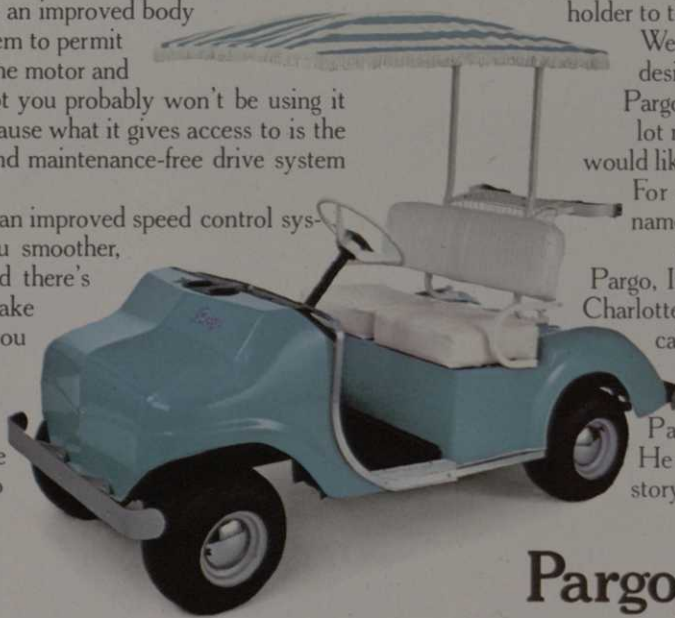 an improved body
em to permit
he motor and
t you probably won't be using it
ause what it gives access to is the
nd maintenance-free drive system
an improved speed control sys-
u smoother,
d there's
ake
ou
e
holder to t
We
desi
Pargo
lot
would lik
For
name
Pargo, I
Charlotte
ca
Pa
He
story
Pargo